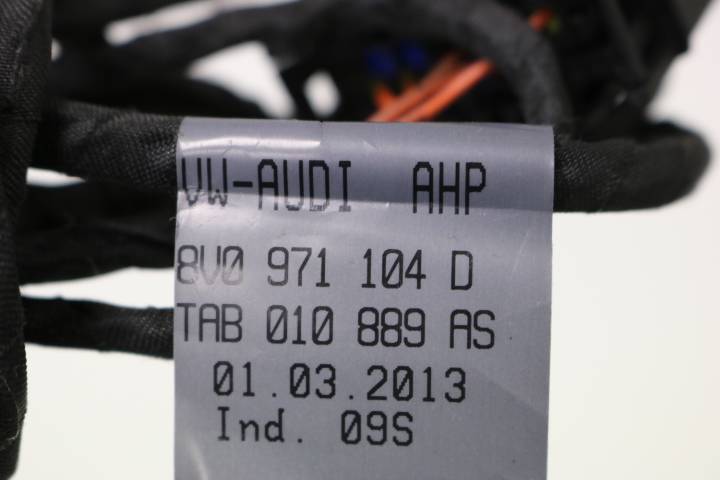 VW-AUDI AHP
8V0 971 104 D
TAB 010 889 AS
01.03.2013
Ind. 09S